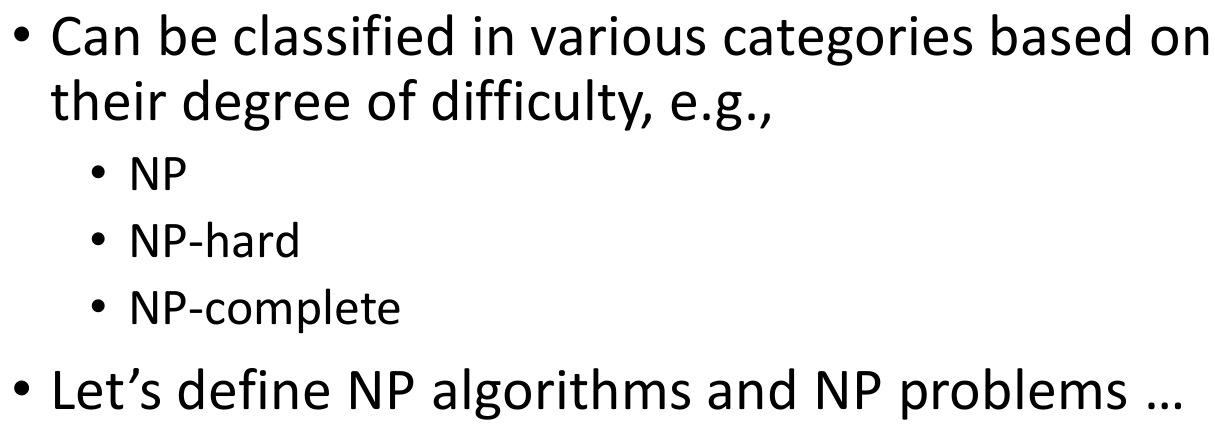 • Can be classified in various categories based on
their degree of difficulty, e.g.,
• NP
• NP-hard
• NP-complete
• Let’s define NP algorithms and NP problems …